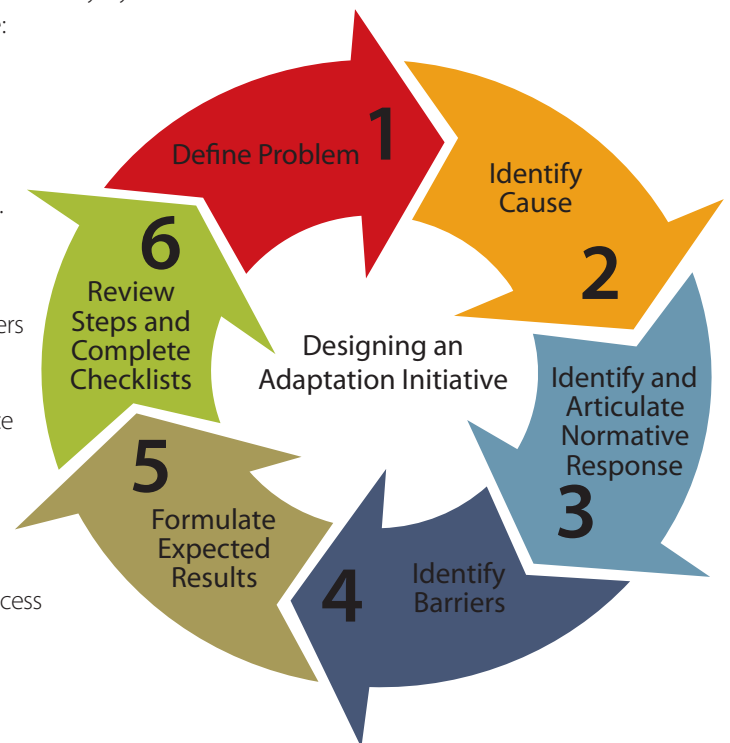 1
Define Problem
Identify
Cause
2
Identify and
Articulate
Normative
Response
3
Identify
Barriers
4
5
Formulate
Expected
Results
6
Review
Steps and
Complete
Checklists
Designing an
Adaptation Initiative